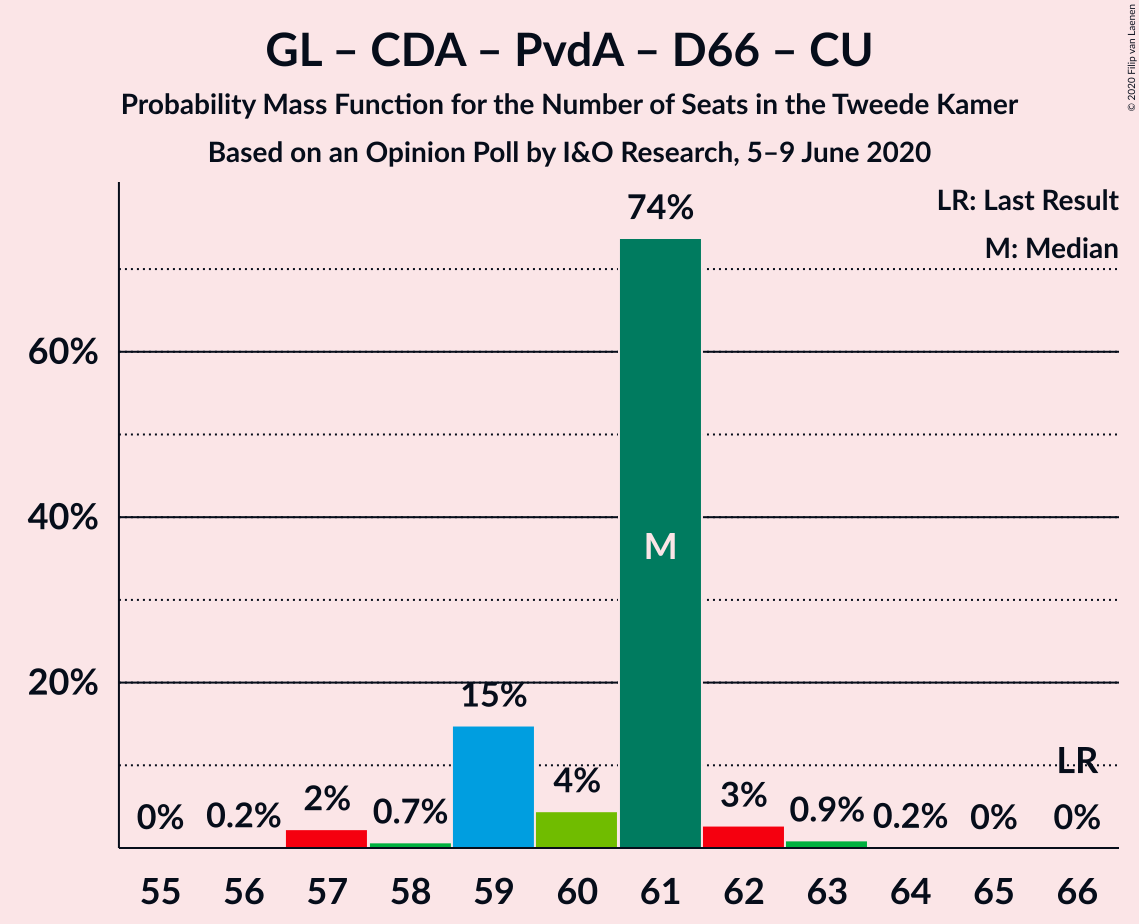 GL – CDA – PvdA – D66 – CU
Probability Mass Function for the Number of Seats in the Tweede Kamer
Based on an Opinion Poll by I&O Research, 5–9 June 2020
© 2020 Filip van Laenen
LR: Last Result
M: Median
74%
60%
M
40%
20%
15%
LR
0%
0.2%
2%
0.7%
4%
3%
0.9%
0.2%
0%
0%
55 56 57 58 59 60 61 62 63 64 65 66